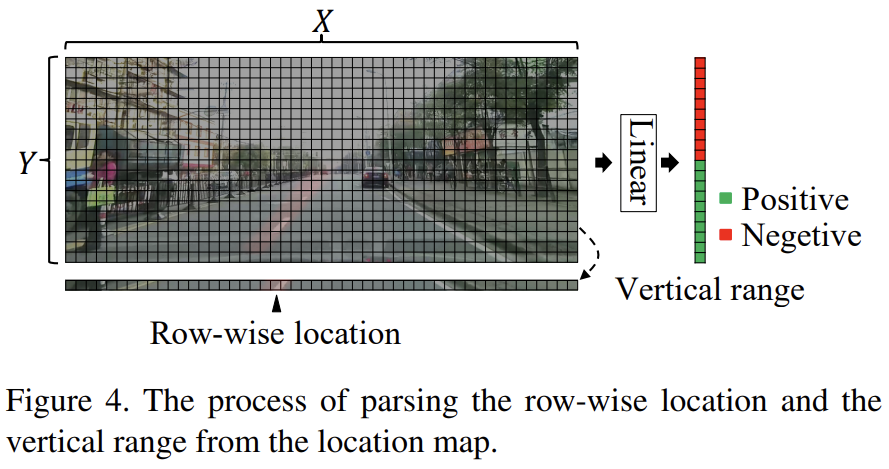 X
Y
Linear
Positive
Negetive
Vertical range
Row-wise location
Figure 4. The process of parsing the row-wise location and the
vertical range from the location map.